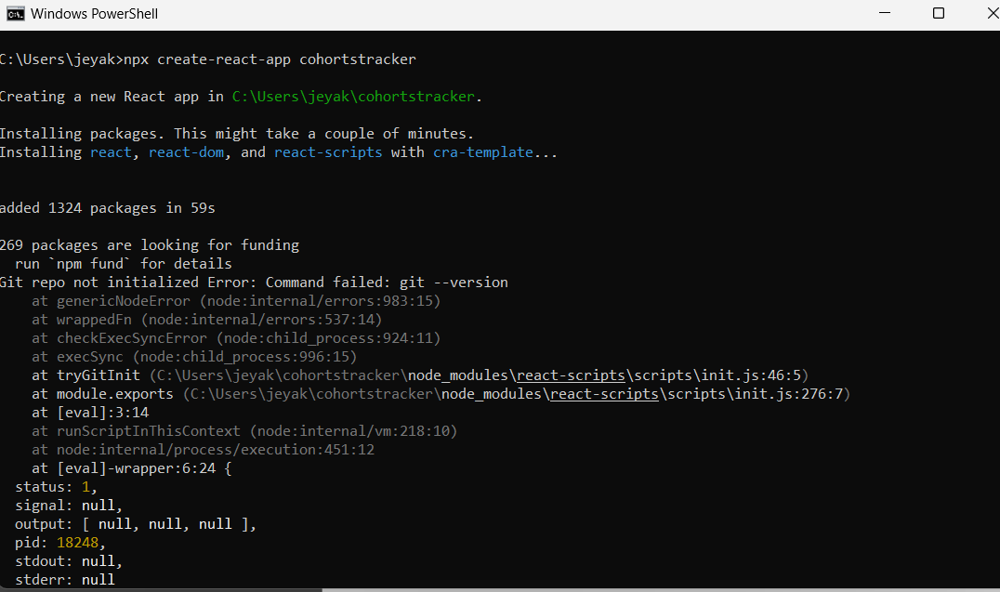 Windows PowerShell
C:\Users\jeyak>npx create-react-app cohortstracker
Creating a new React app in C:\Users\jeyak\cohortstracker.
Installing packages. This might take a couple of minutes.
Installing react, react-dom, and react-scripts with cra-template...
added 1324 packages in 59s
269 packages are looking for funding
  run `npm fund` for details
Git repo not initialized Error: Command failed: git --version
    at genericNodeError (node:internal/errors:983:15)
    at wrappedFn (node:internal/errors:537:14)
    at checkExecSyncError (node:child_process:924:11)
    at execSync (node:child_process:996:15)
    at tryGitInit (C:\Users\jeyak\cohortstracker\node_modules\react-scripts\scripts\init.js:46:5)
    at module.exports (C:\Users\jeyak\cohortstracker\node_modules\react-scripts\scripts\init.js:276:7)
    at [eval]:3:14
    at runScriptInThisContext (node:internal/vm:218:10)
    at node:internal/process/execution:451:12
    at [eval]-wrapper:6:24 {
  status: 1,
  signal: null,
  output: [ null, null, null ],
  pid: 18248,
  stdout: null,
  stderr: null